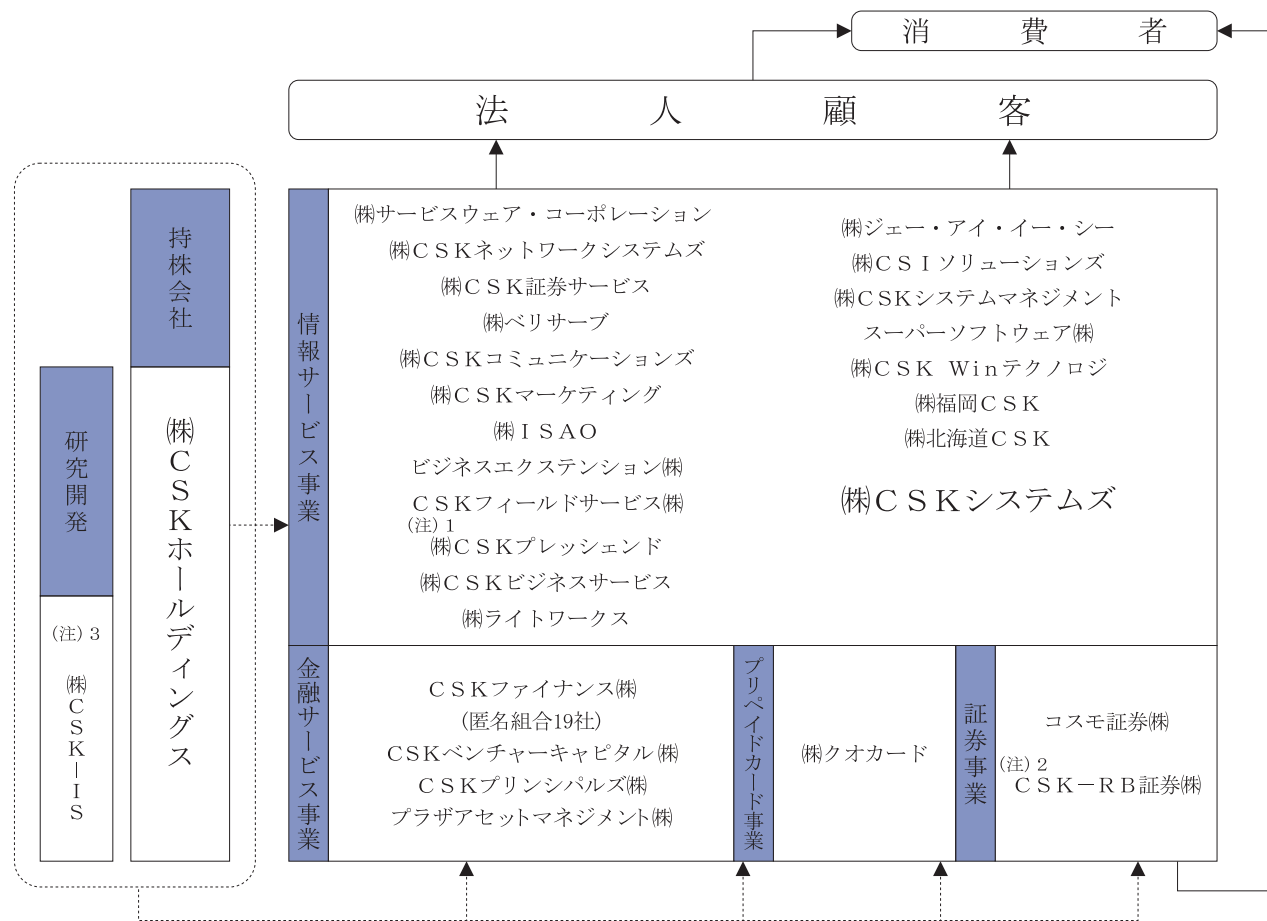 消費者
法人顧客
持株会社
㈱ＣＳＫホールディングス
研究開発
(注)３
㈱ＣＳＫ－ＩＳ
情報サービス事業
㈱サービスウェア・コーポレーション
㈱ＣＳＫネットワークシステムズ
㈱ＣＳＫ証券サービス
㈱ベリサーブ
㈱ＣＳＫコミュニケーションズ
㈱ＣＳＫマーケティング
㈱ＩＳＡＯ
ビジネスエクステンション㈱
ＣＳＫフィールドサービス㈱
(注)１
㈱ＣＳＫプレッシェンド
㈱ＣＳＫビジネスサービス
㈱ライトワークス
㈱ジェー・アイ・イー・シー
㈱ＣＳＩソリューションズ
㈱CSKシステムマネジメント
スーパーソフトウェア㈱
㈱ＣＳＫ Ｗｉｎテクノロジ
㈱福岡ＣＳＫ
㈱北海道ＣＳＫ
㈱ＣＳＫシステムズ
金融サービス事業
ＣＳＫファイナンス㈱
(匿名組合19社)
CSKベンチャーキャピタル㈱
ＣＳＫプリンシパルズ㈱
プラザアセットマネジメント㈱
プリペイドカード事業
㈱クオカード
証券事業
コスモ証券㈱
(注)２
ＣＳＫ－ＲＢ証券㈱